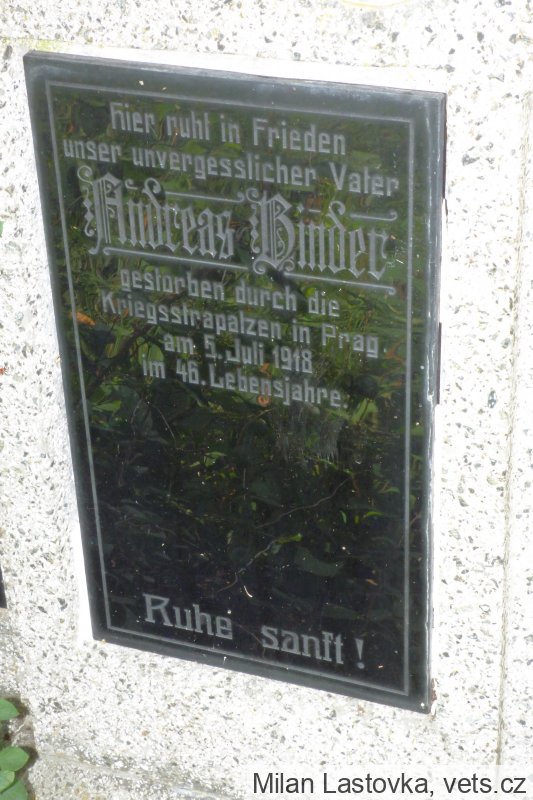 Hier ruht in Frieden
unser unvergesslicher Vater
Andreas Binder
gestorben durch die
Kriegsstrapalzen in Prag
am 5. Juli 1918
im 46. Lebensjahre.
Ruhe sanft!
Milan Lastovka, vets.cz